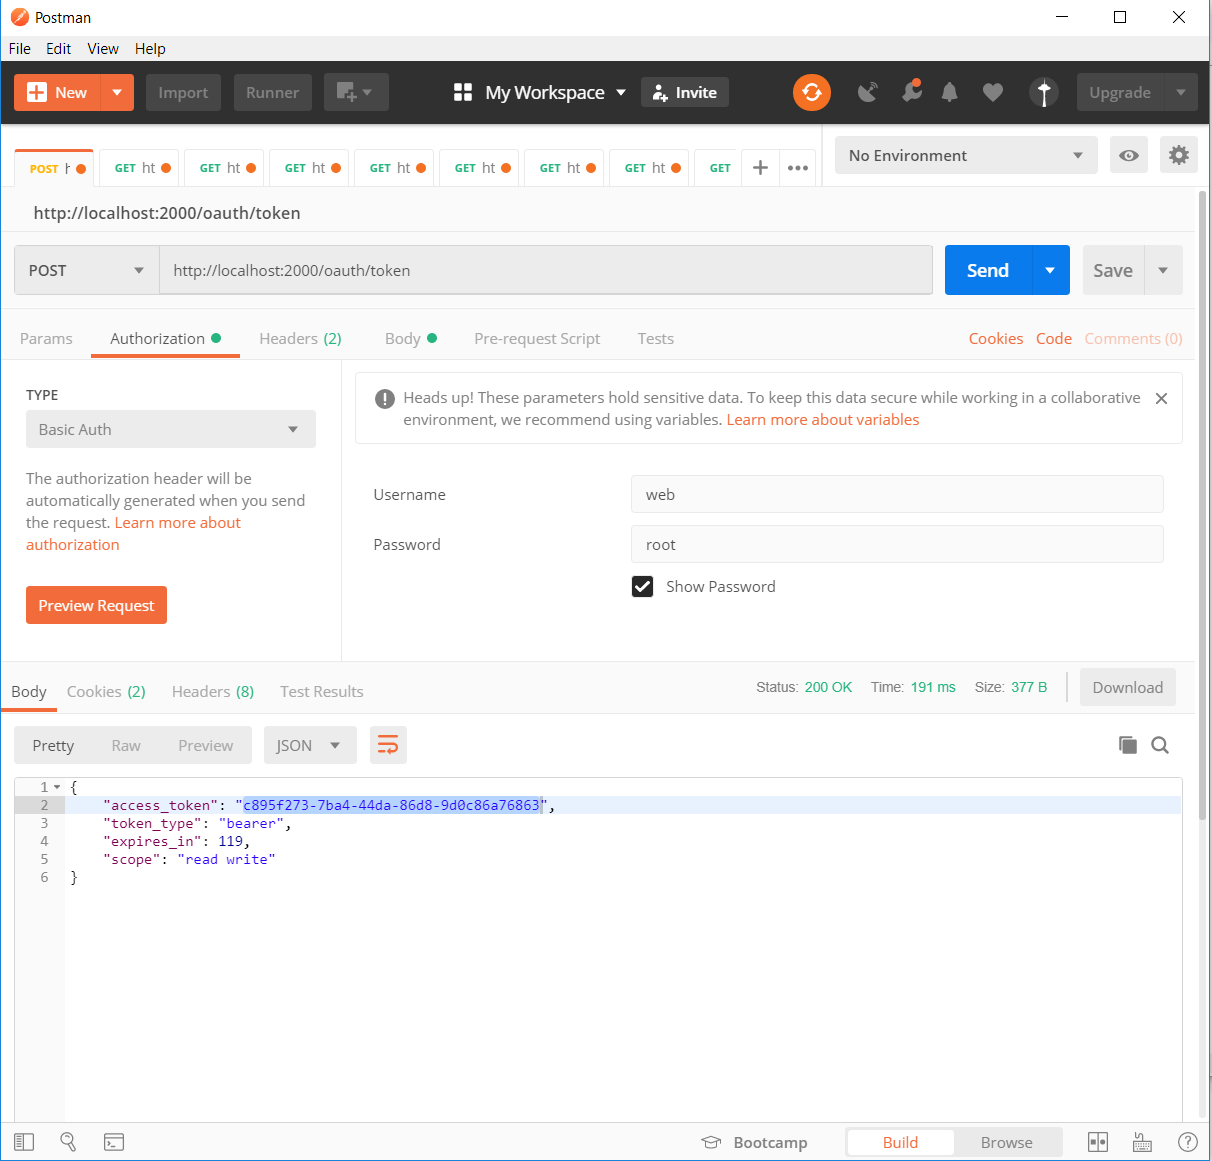 Postman
File Edit View Help
New Import Runner My Workspace Invite Upgrade
POST h GET ht GET ht GET ht GET ht GET ht GET ht GET ht GET
No Environment
http://localhost:2000/oauth/token
POST http://localhost:2000/oauth/token Send Save
Params Authorization Headers (2) Body Pre-request Script Tests Cookies Code Comments (0)
TYPE
Basic Auth
The authorization header will be
automatically generated when you send
the request. Learn more about
authorization
Preview Request
Heads up! These parameters hold sensitive data. To keep this data secure while working in a collaborative
environment, we recommend using variables. Learn more about variables
Username web
Password root
Show Password
Body Cookies (2) Headers (8) Test Results Status: 200 OK Time: 191 ms Size: 377 B Download
Pretty Raw Preview JSON
1 {
2 "access_token": "c895f273-7ba4-44da-86d8-9d0c86a76863",
3 "token_type": "bearer",
4 "expires_in": 119,
5 "scope": "read write"
6 }
Bootcamp Build Browse